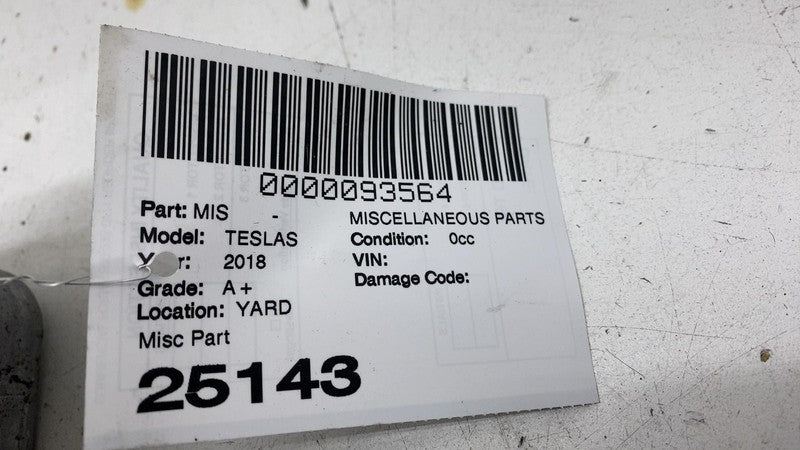 0000093564
Part: MIS - MISCELLANEOUS PARTS
Model: TESLAS Condition: 0cc
Year: 2018 VIN:
Grade: A+ Damage Code:
Location: YARD
Misc Part
25143